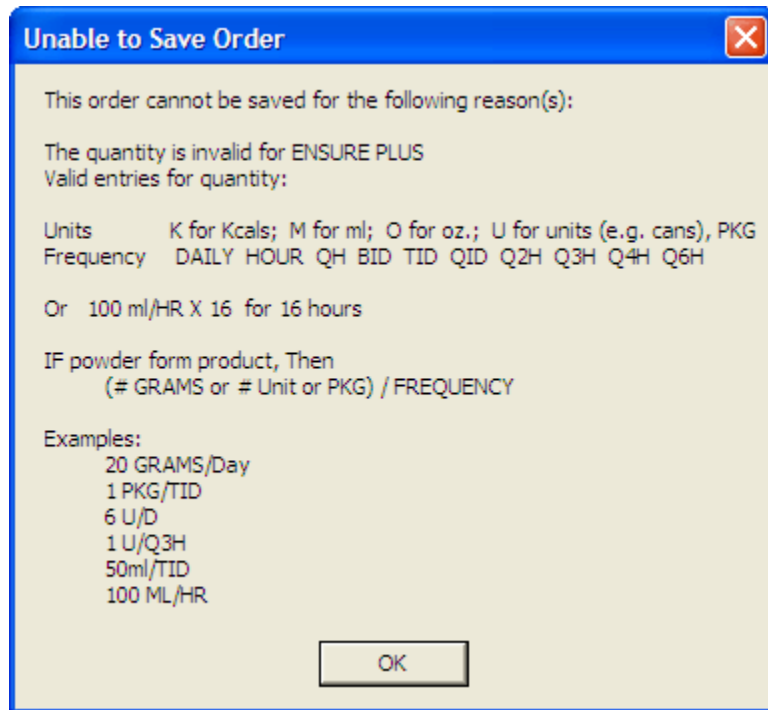 Unable to Save Order
This order cannot be saved for the following reason(s):
The quantity is invalid for ENSURE PLUS
Valid entries for quantity:
Units K for Kcals; M for ml; O for oz.; U for units (e.g. cans), PKG
Frequency DAILY HOUR QH BID TID QID Q2H Q3H Q4H Q6H
Or 100 ml/HR X 16 for 16 hours
IF powder form product, Then
(# GRAMS or # Unit or PKG) / FREQUENCY
Examples:
20 GRAMS/Day
1 PKG/TID
6 U/D
1 U/Q3H
50ml/TID
100 ML/HR
OK